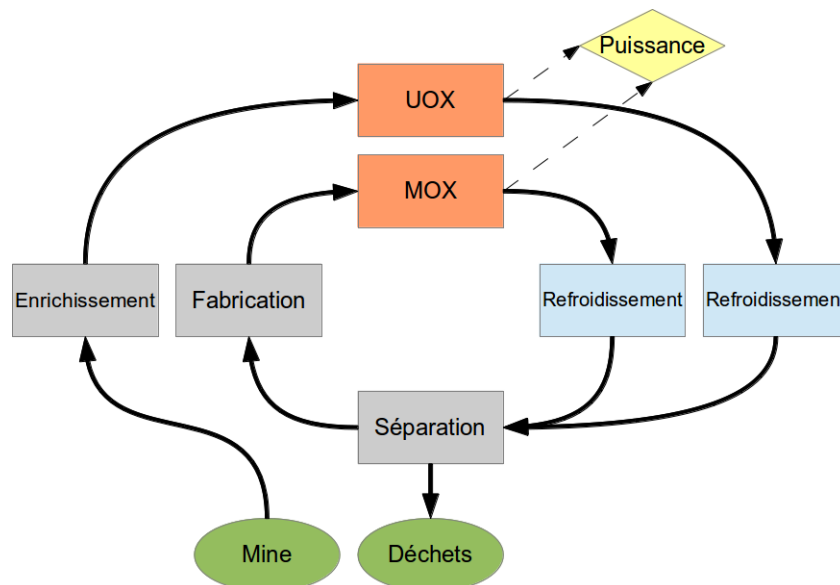 Puissance
UOX
MOX
Enrichissement
Fabrication
Refroidissement
Refroidissemen
Séparation
Mine
Déchets